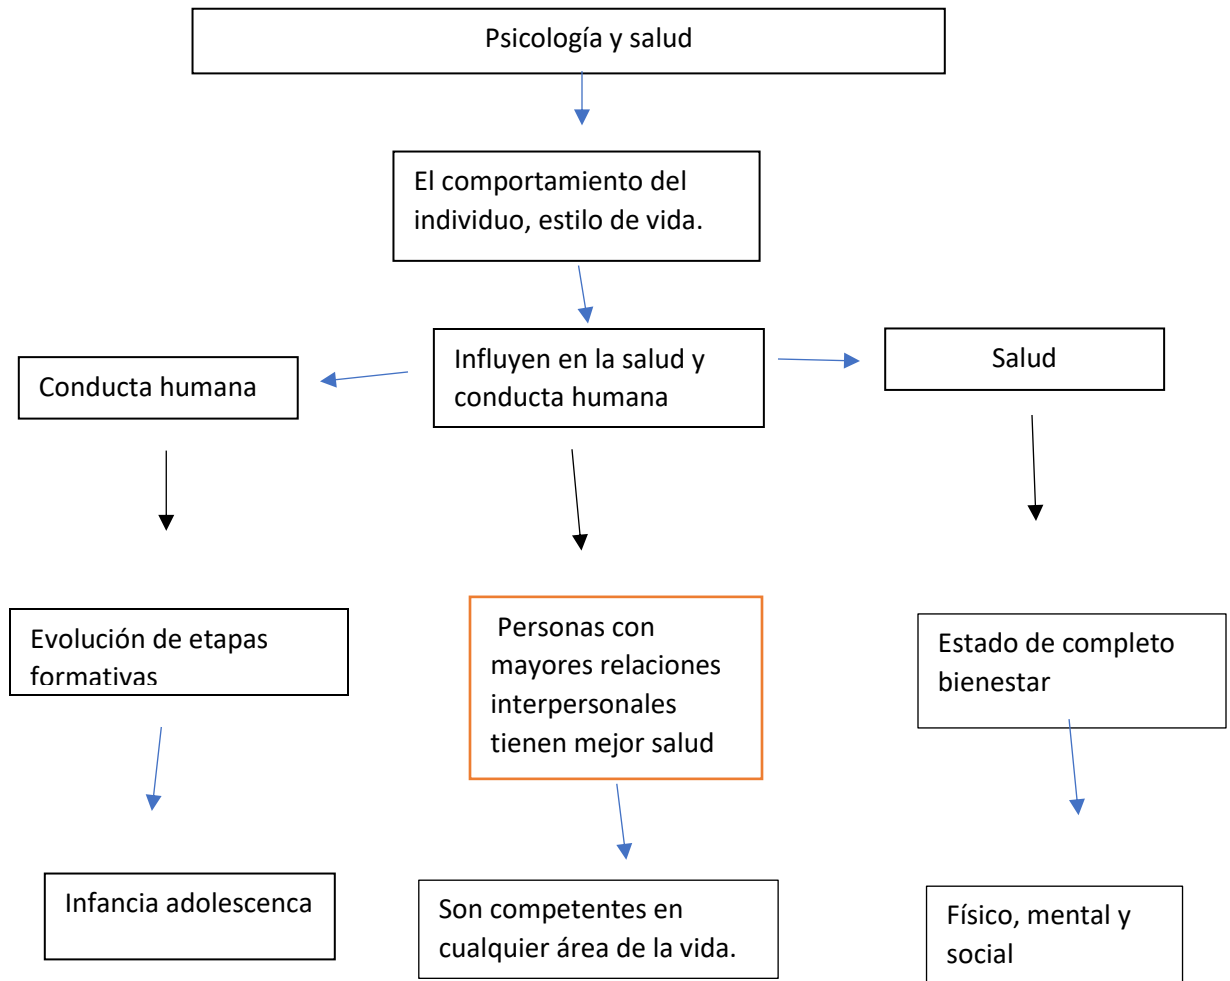 Psicología y salud
El comportamiento del
individuo, estilo de vida.
Conducta humana
Influyen en la salud y
conducta humana
Salud
Evolución de etapas
formativas
Personas con
mayores relaciones
interpersonales
tienen mejor salud
Estado de completo
bienestar
Infancia adolescenca
Son competentes en
cualquier área de la vida.
Físico, mental y
social